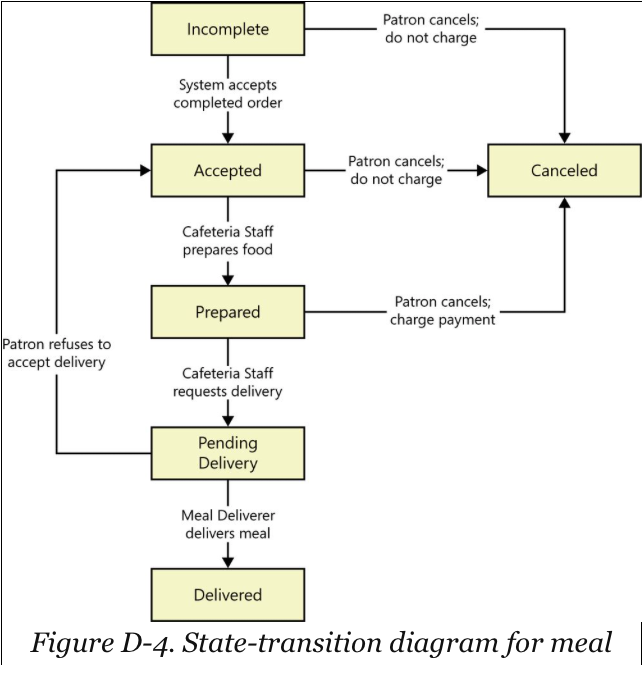 Incomplete
Patron cancels;
do not charge
System accepts
completed order
Accepted
Patron cancels;
do not charge
Canceled
Cafeteria Staff
prepares food
Prepared
Patron cancels;
charge payment
Patron refuses to
accept delivery
Cafeteria Staff
requests delivery
Pending
Delivery
Meal Deliverer
delivers meal
Delivered
Figure D-4. State-transition diagram for meal